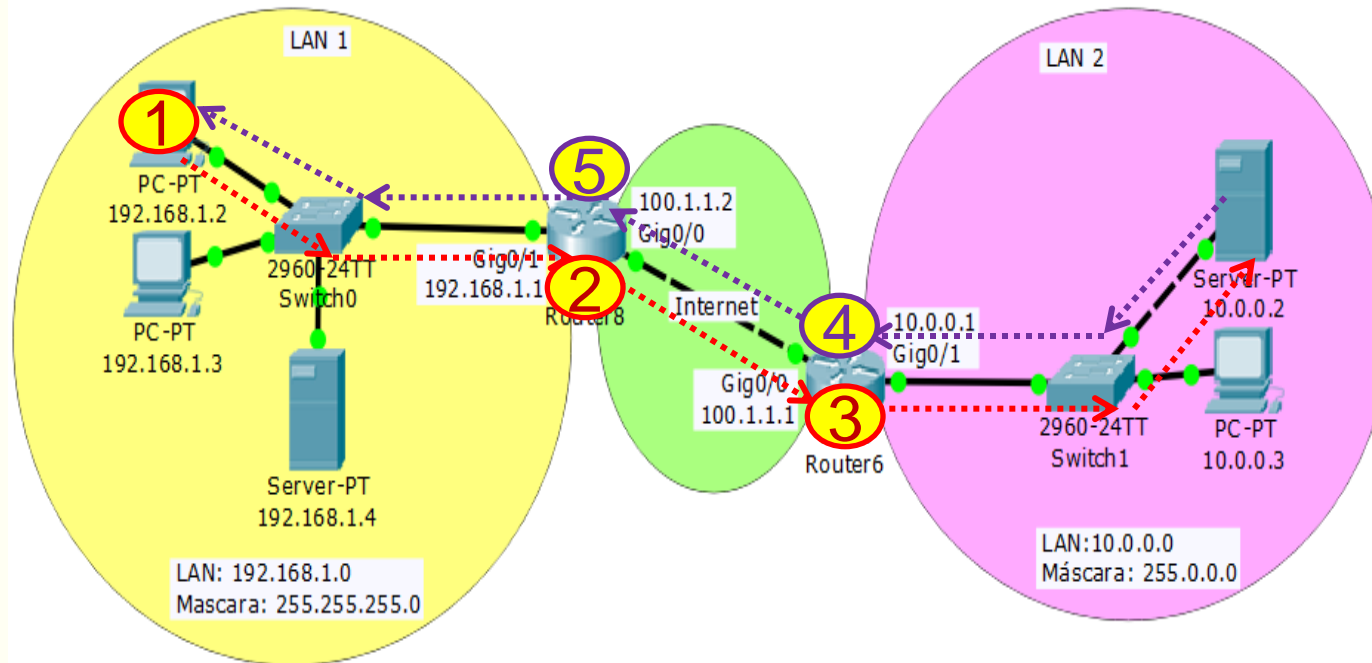 LAN 1
1
PC-PT
192.168.1.2
PC-PT
192.168.1.3
2960-24TT
Switch0
Server-PT
192.168.1.4
LAN: 192.168.1.0
Mascara: 255.255.255.0
5
100.1.1.2
Gig0/0
Gig0/1
192.168.1.1
2
Router8
Internet
4
10.0.0.1
Gig0/1
Gig0/0
100.1.1.1
3
Router6
LAN 2
Server-PT
10.0.0.2
2960-24TT
Switch1
PC-PT
10.0.0.3
LAN:10.0.0.0
Máscara: 255.0.0.0